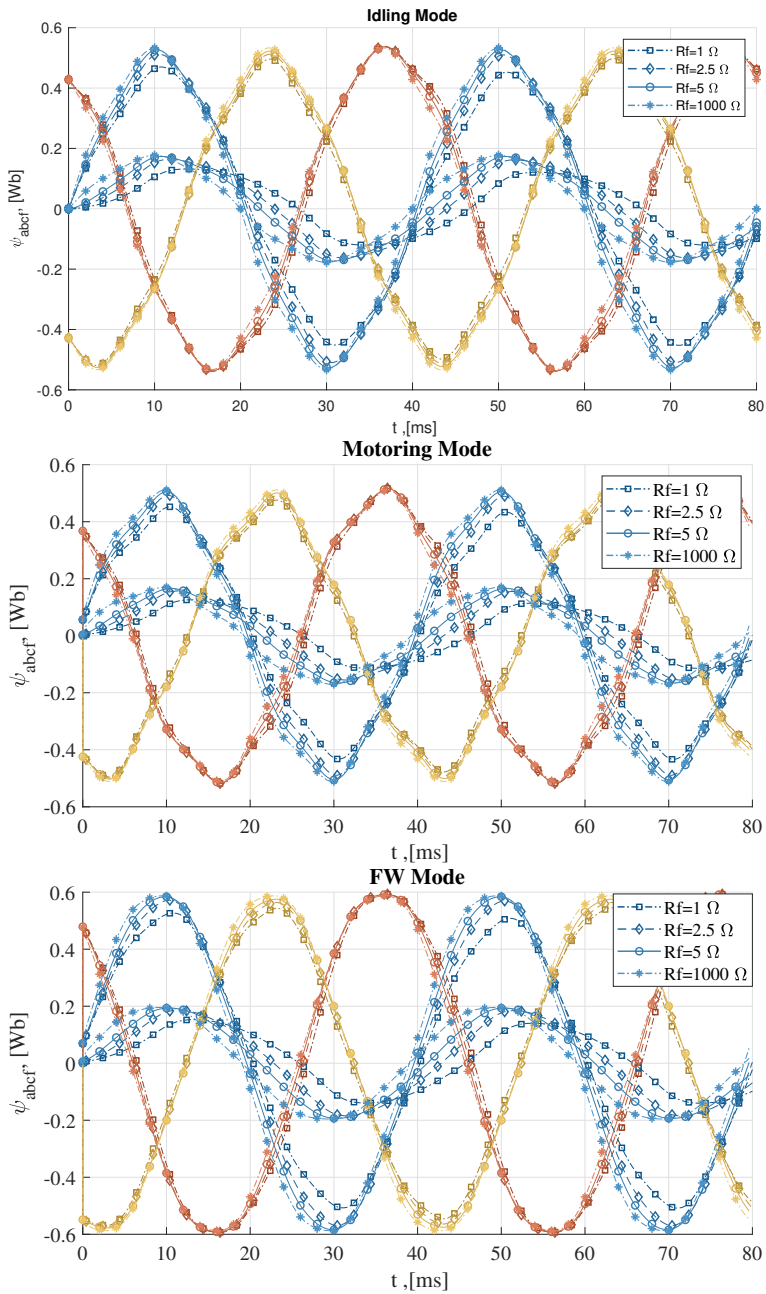 Idling Mode
0.6
0.4
0.2
0
-0.2
-0.4
-0.6
ψabcf, [Wb]
Rf=1 Ω
Rf=2.5 Ω
Rf=5 Ω
Rf=1000 Ω
0 10 20 30 40 50 60 70 80
t ,[ms]
Motoring Mode
0.6
0.4
0.2
0
-0.2
-0.4
-0.6
ψabcf, [Wb]
Rf=1 Ω
Rf=2.5 Ω
Rf=5 Ω
Rf=1000 Ω
0 10 20 30 40 50 60 70 80
t ,[ms]
FW Mode
0.6
0.4
0.2
0
-0.2
-0.4
-0.6
ψabcf, [Wb]
Rf=1 Ω
Rf=2.5 Ω
Rf=5 Ω
Rf=1000 Ω
0 10 20 30 40 50 60 70 80
t ,[ms]